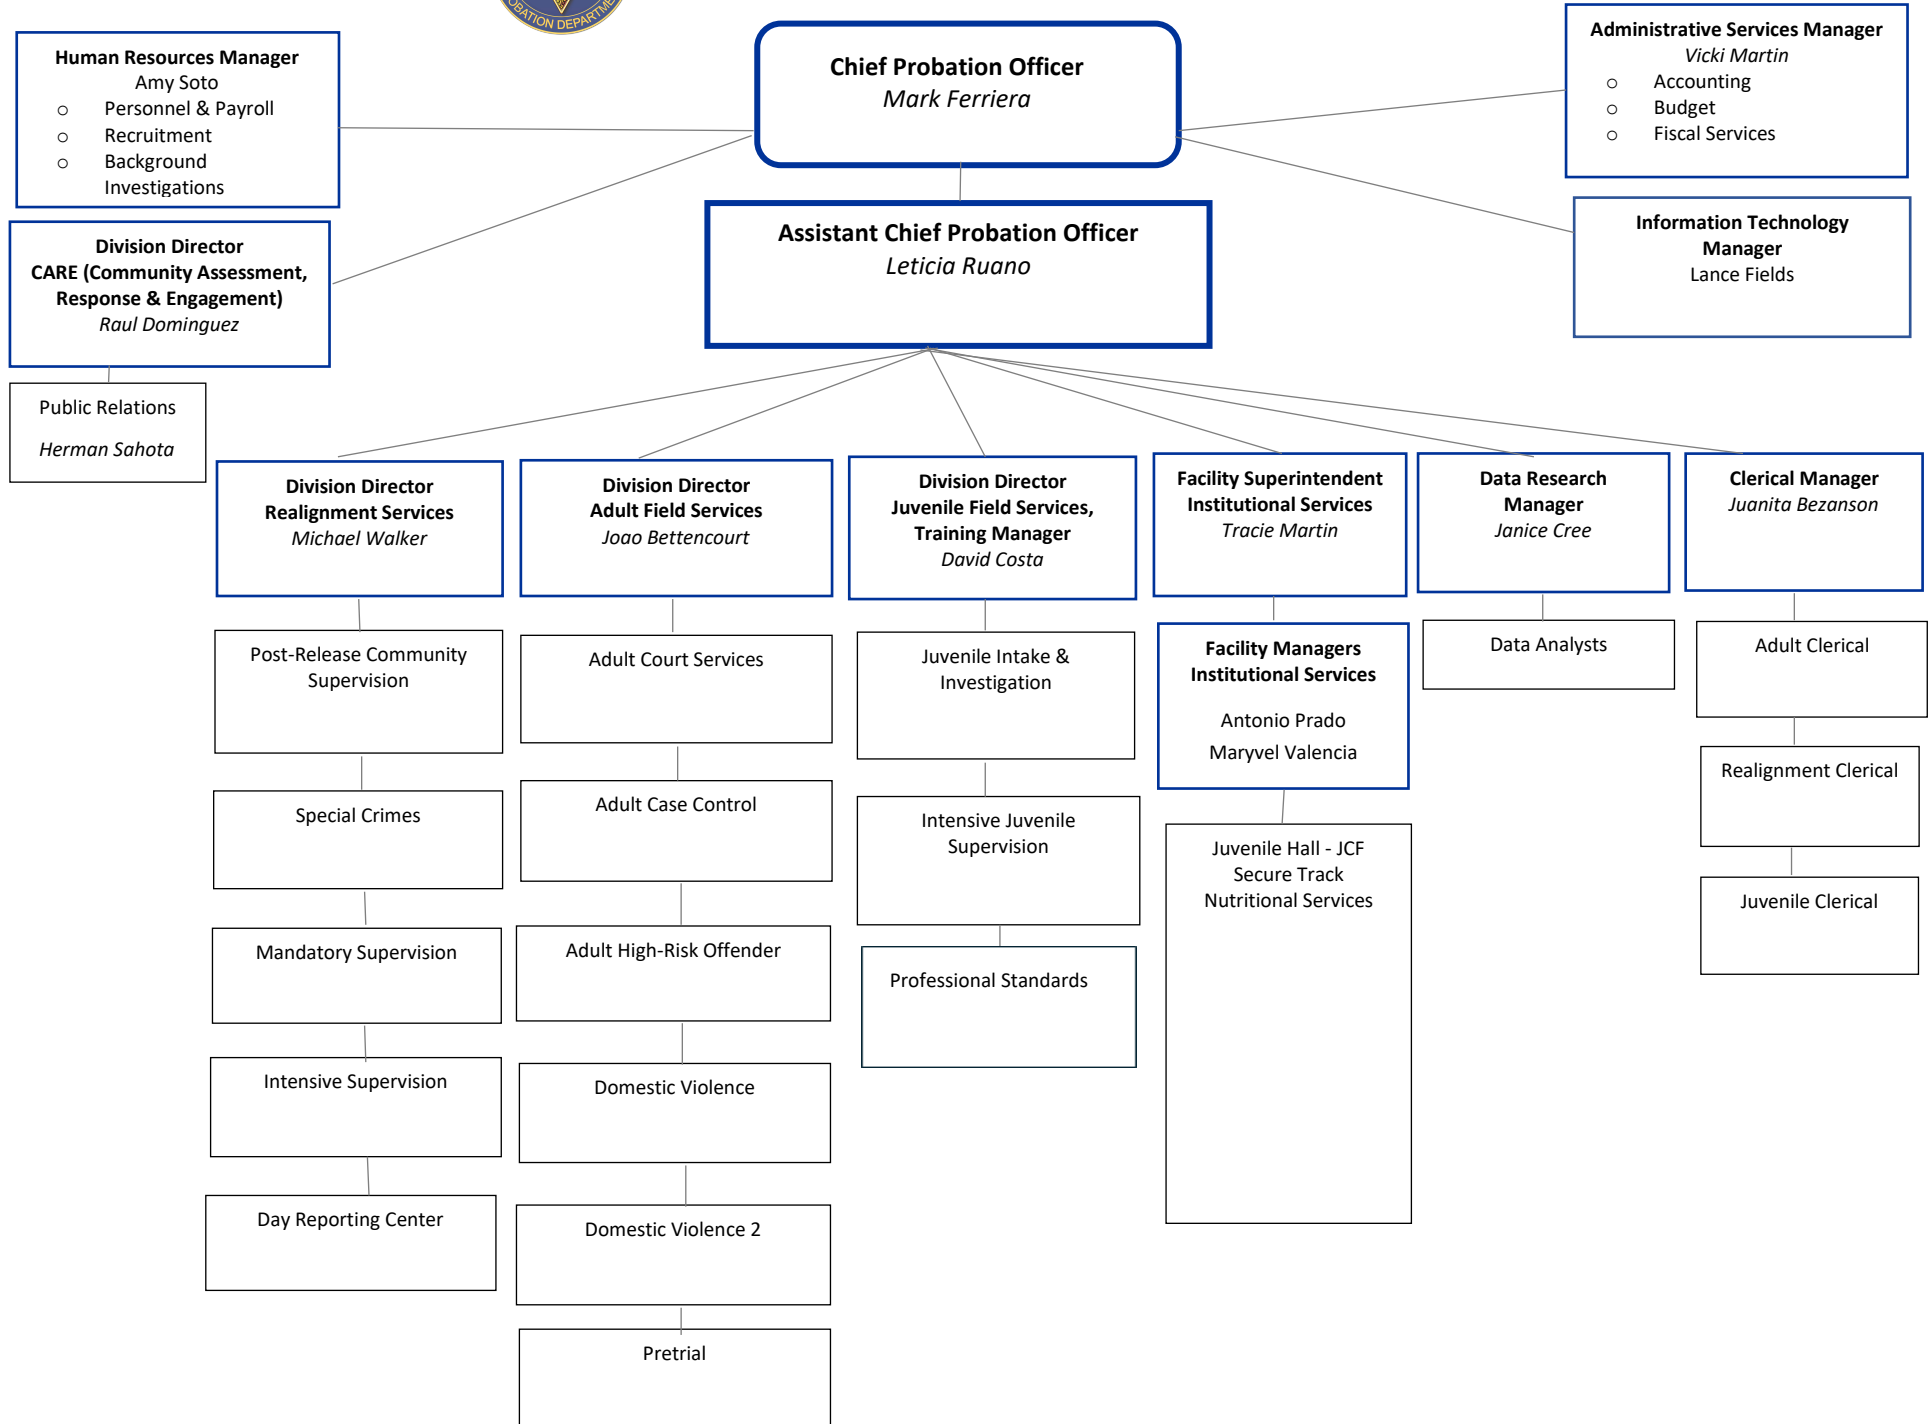 BATION DEPARTM
Human Resources Manager
Amy Soto
o Personnel & Payroll
o Recruitment
o Background
Investigations
Chief Probation Officer
Mark Ferriera
Administrative Services Manager
Vicki Martin
o Accounting
o Budget
o Fiscal Services
Division Director
CARE (Community Assessment,
Response & Engagement)
Raul Dominguez
Assistant Chief Probation Officer
Leticia Ruano
Information Technology
Manager
Lance Fields
Public Relations
Herman Sahota
Division Director
Realignment Services
Michael Walker
Division Director
Adult Field Services
Joao Bettencourt
Division Director
Juvenile Field Services,
Training Manager
David Costa
Facility Superintendent
Institutional Services
Tracie Martin
Data Research
Manager
Janice Cree
Clerical Manager
Juanita Bezanson
Post-Release Community
Supervision
Special Crimes
Mandatory Supervision
Intensive Supervision
Day Reporting Center
Adult Court Services
Adult Case Control
Adult High-Risk Offender
Domestic Violence
Domestic Violence 2
Pretrial
Juvenile Intake &
Investigation
Intensive Juvenile
Supervision
Professional Standards
Facility Managers
Institutional Services
Antonio Prado
Maryvel Valencia
Juvenile Hall - JCF
Secure Track
Nutritional Services
Data Analysts
Adult Clerical
Realignment Clerical
Juvenile Clerical